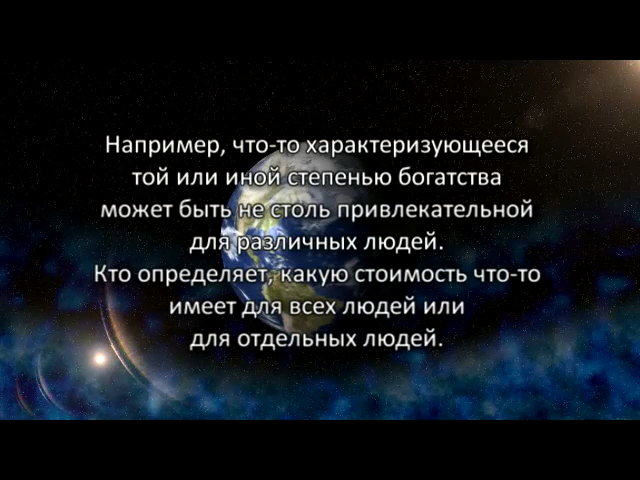 Например, что-то характеризующееся
той или иной степенью богатства
может быть не столь привлекательной
для различных людей.
Кто определяет, какую стоимость что-то
имеет для всех людей или
для отдельных людей.